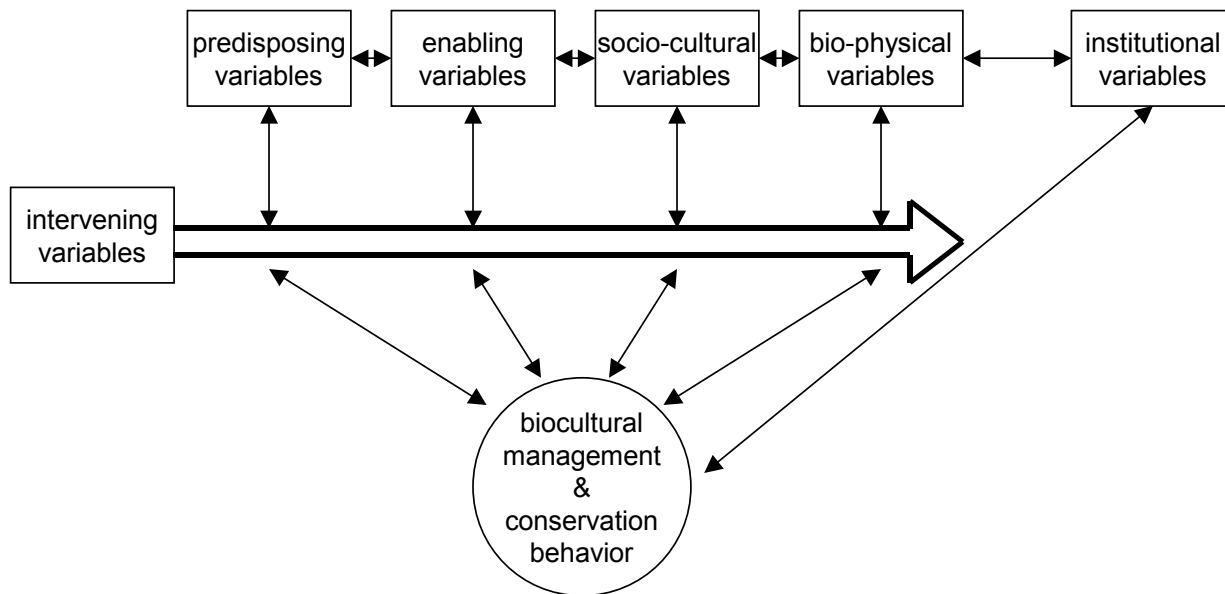 predisposing
variables
enabling
variables
socio-cultural
variables
bio-physical
variables
institutional
variables
intervening
variables
biocultural
management
&
conservation
behavior